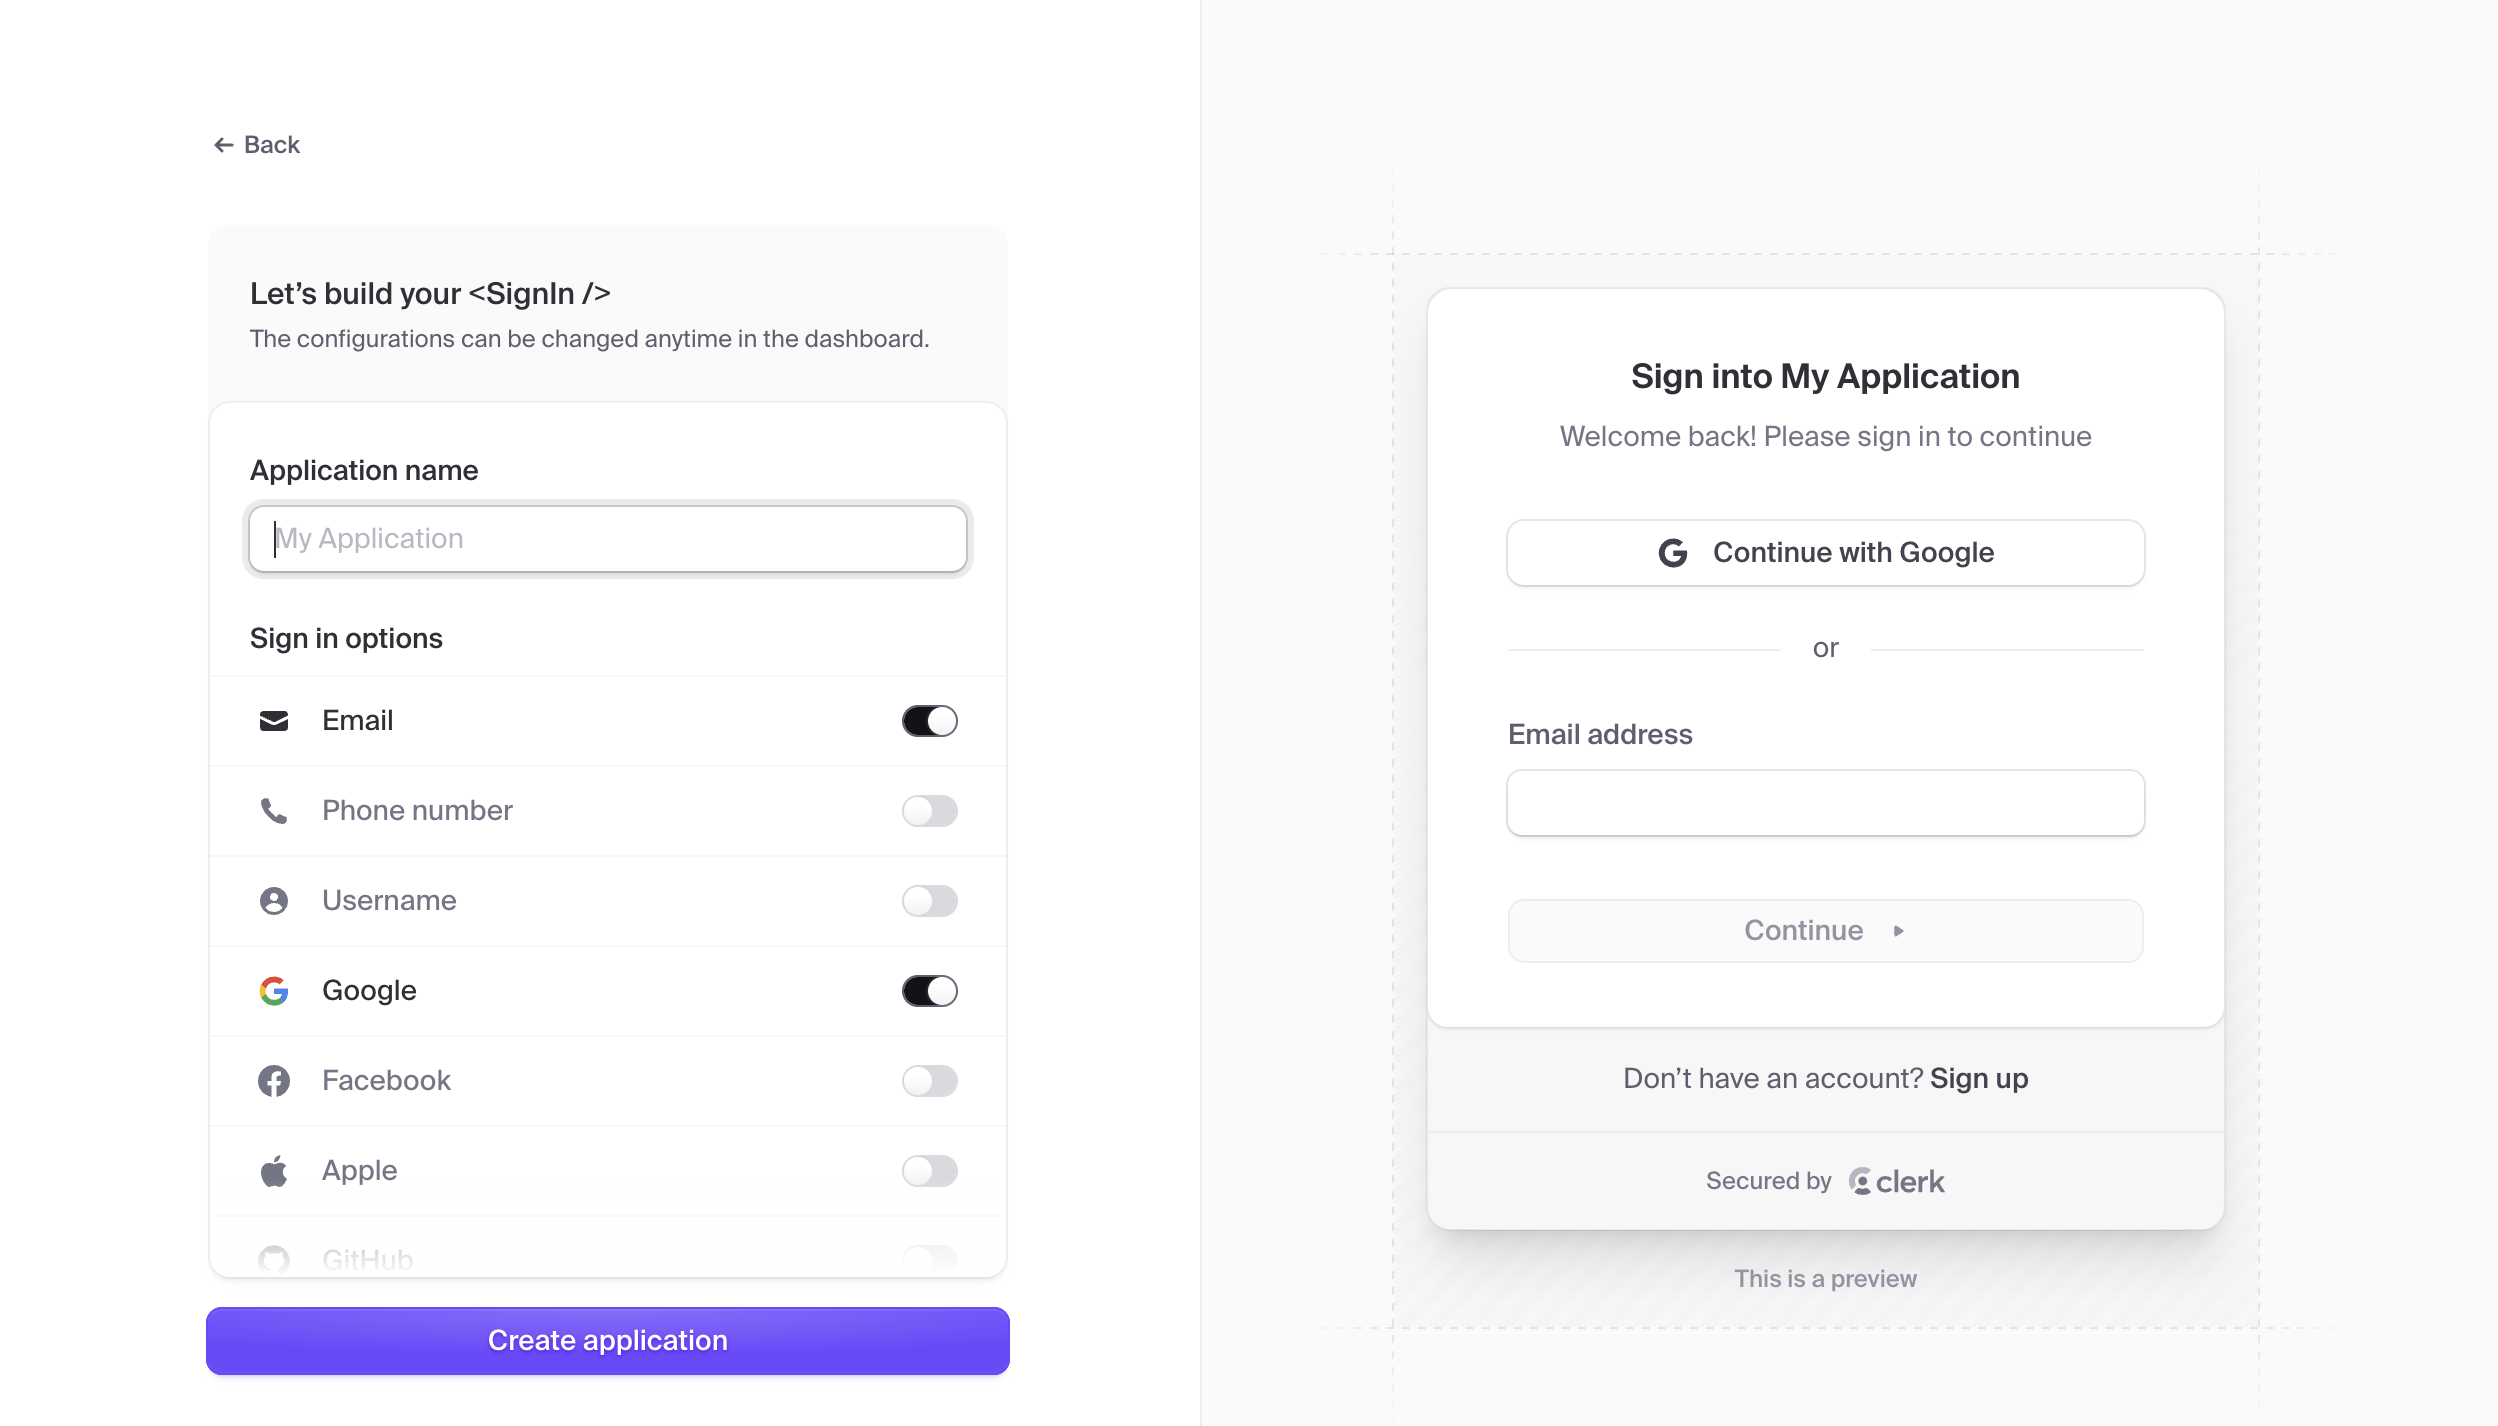 Back
Let’s build your <SignIn />
The configurations can be changed anytime in the dashboard.
Application name
My Application
Sign in options
Email
Phone number
Username
Google
Facebook
Apple
GitHub
Create application
Sign into My Application
Welcome back! Please sign in to continue
Continue with Google
or
Email address
Continue
Don’t have an account? Sign up
Secured by clerk
This is a preview